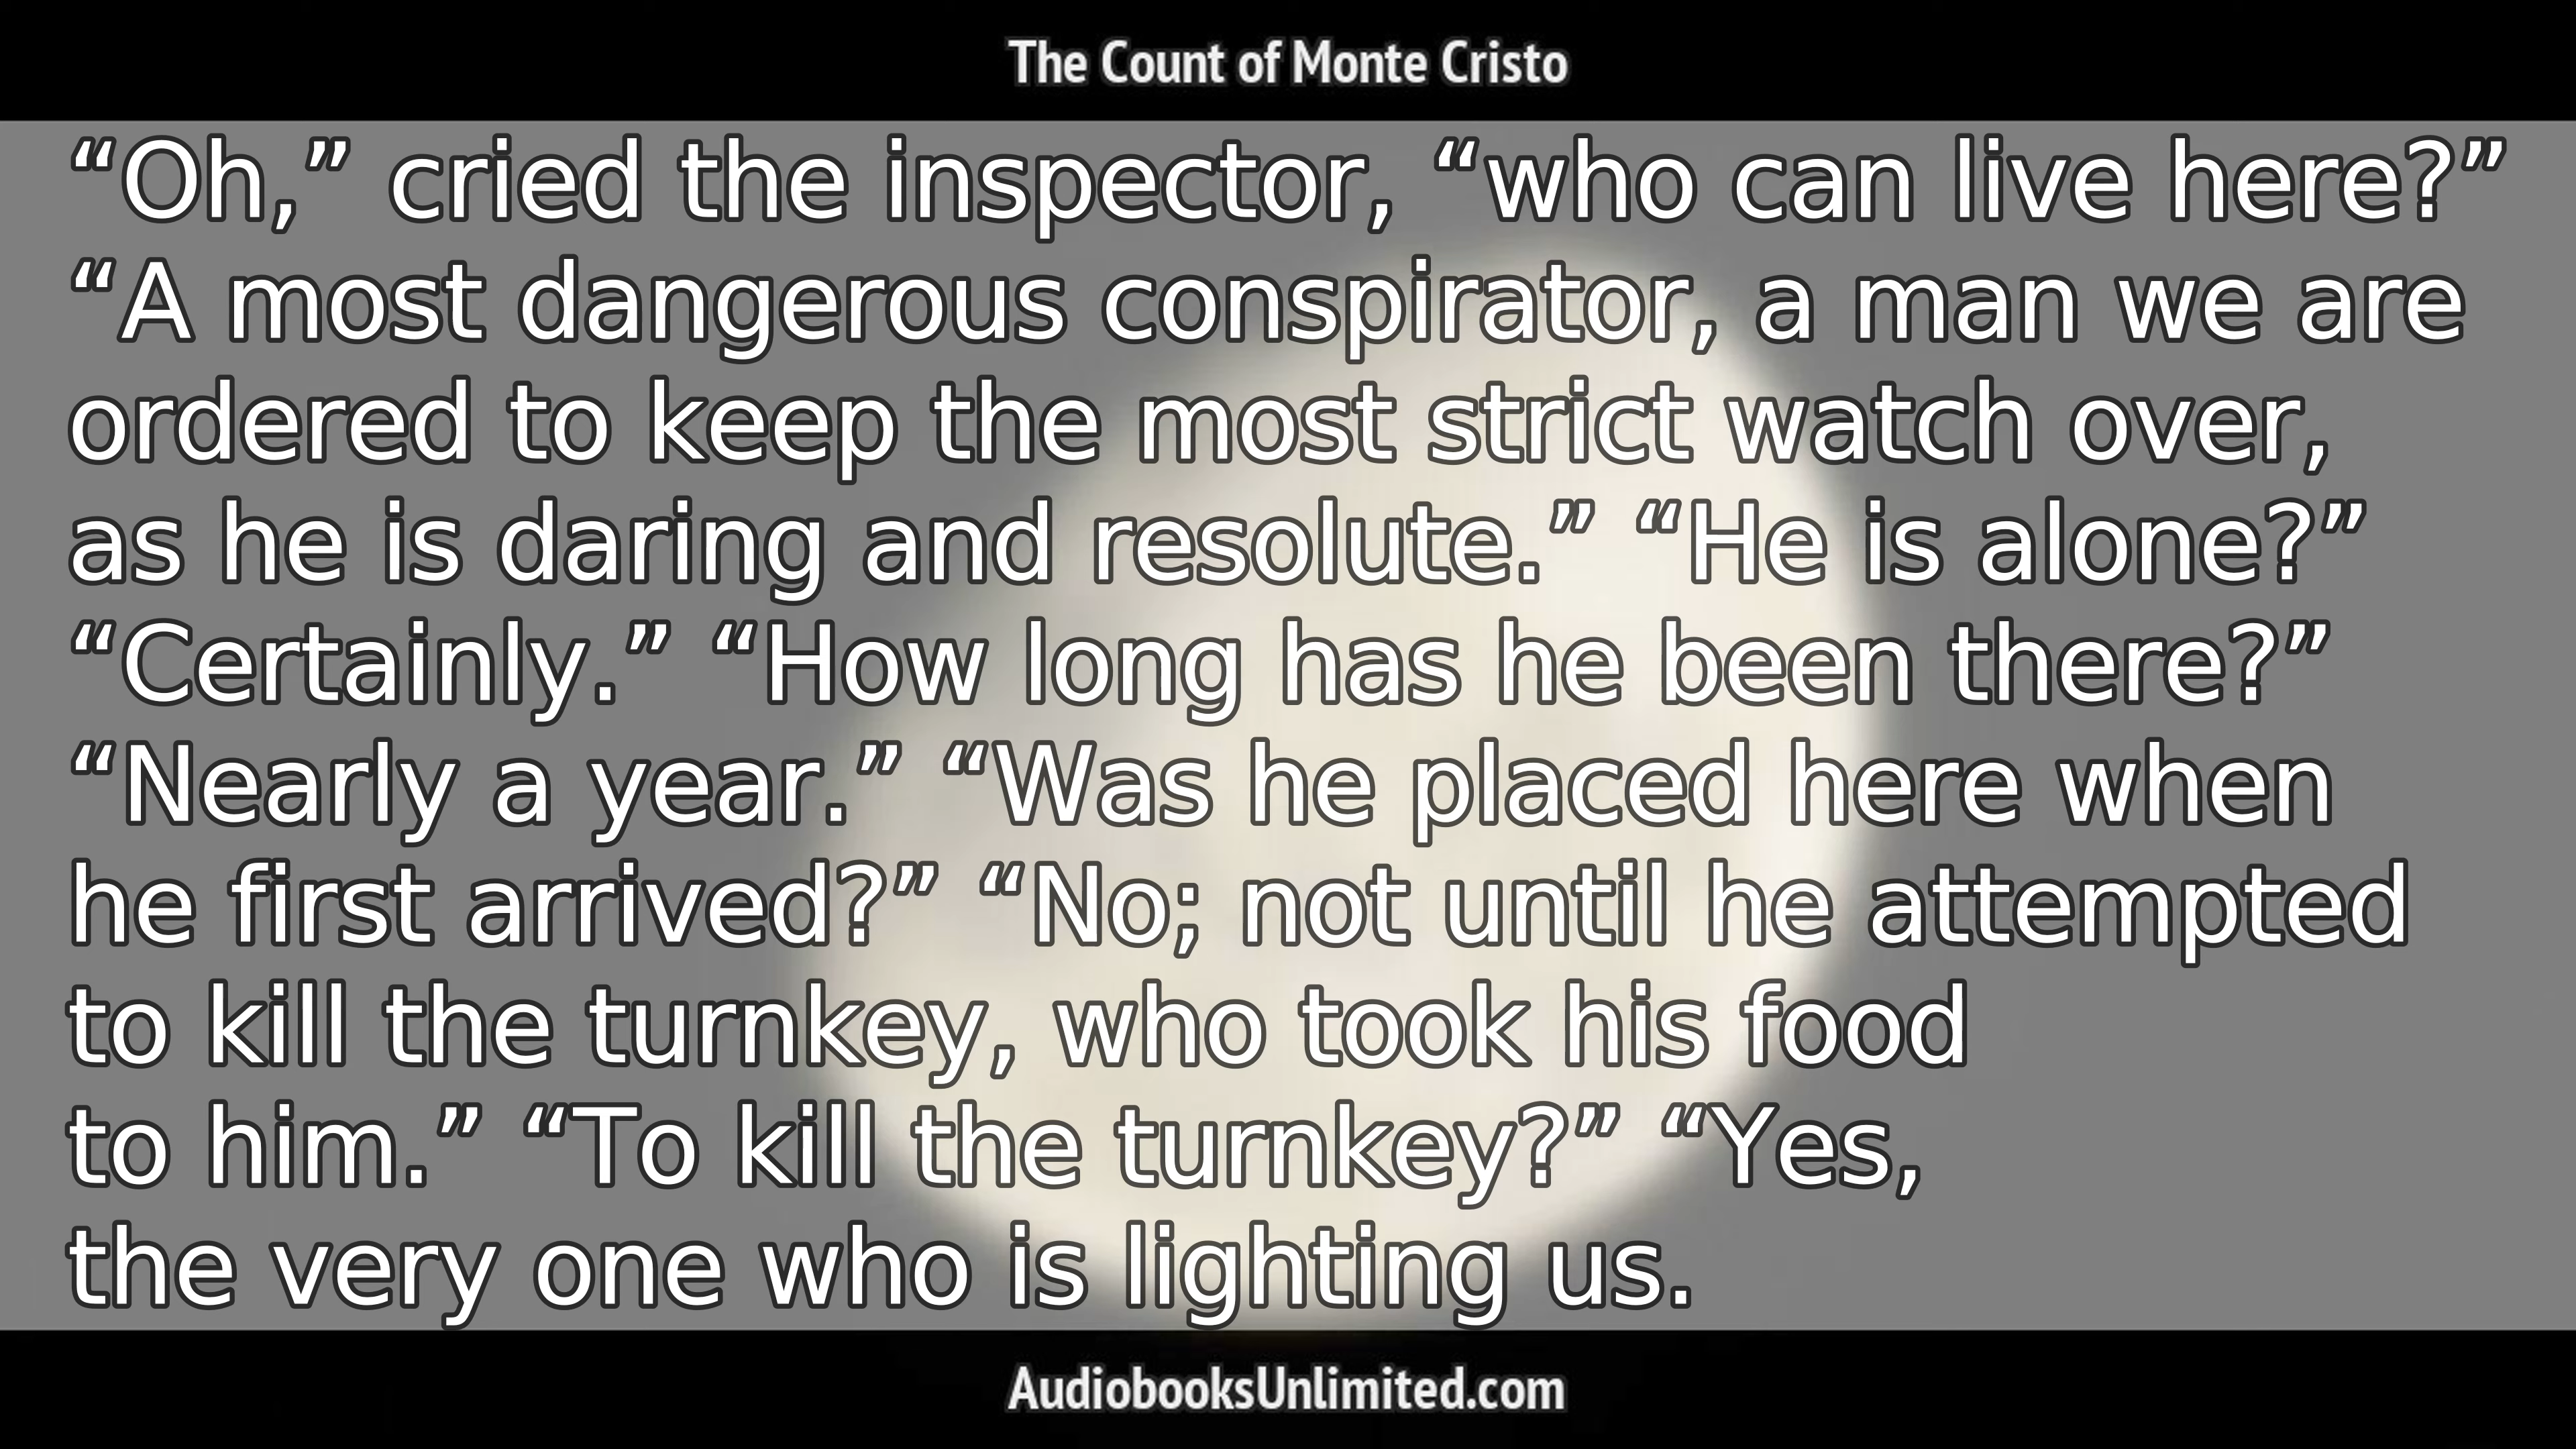 The Count of Monte Cristo
“Oh,” cried the inspector, “who can live here?”
“A most dangerous conspirator, a man we are
ordered to keep the most strict watch over,
as he is daring and resolute.” “He is alone?”
“Certainly.” “How long has he been there?”
“Nearly a year.” “Was he placed here when
he first arrived?” “No; not until he attempted
to kill the turnkey, who took his food
to him.” “To kill the turnkey?” “Yes,
the very one who is lighting us.
AudiobooksUnlimited.com